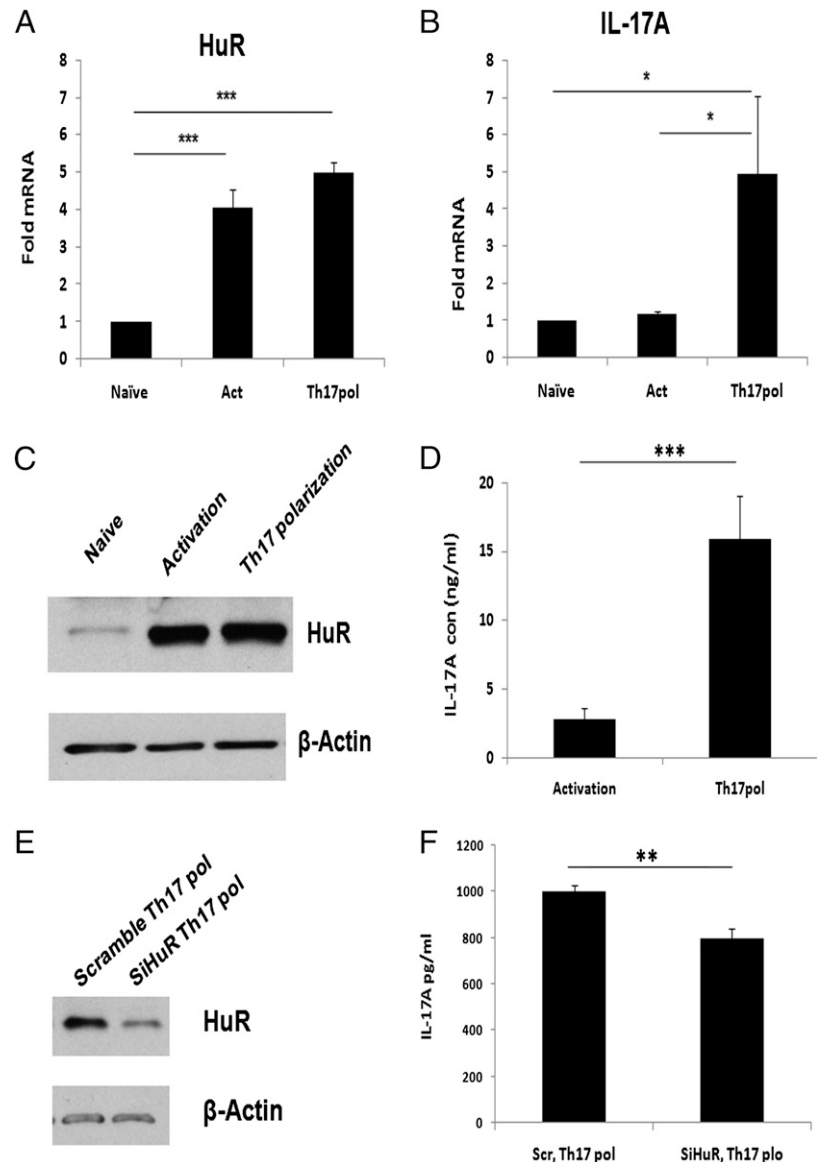 A
HuR
8
7
6
5
4
3
2
1
0
Fold mRNA
***
***
Naïve
Act
Th17pol
B
IL-17A
8
7
6
5
4
3
2
1
0
Fold mRNA
*
*
Naïve
Act
Th17pol
C
Naive
Activation
Th17 polarization
HuR
β-Actin
D
20
15
10
5
0
IL-17A con (ng/ml)
***
Activation
Th17pol
E
Scramble Th17 pol
SiHuR Th17 pol
HuR
β-Actin
F
1200
1000
800
600
400
200
0
IL-17A pg/ml
**
Scr, Th17 pol
SiHuR, Th17 plo